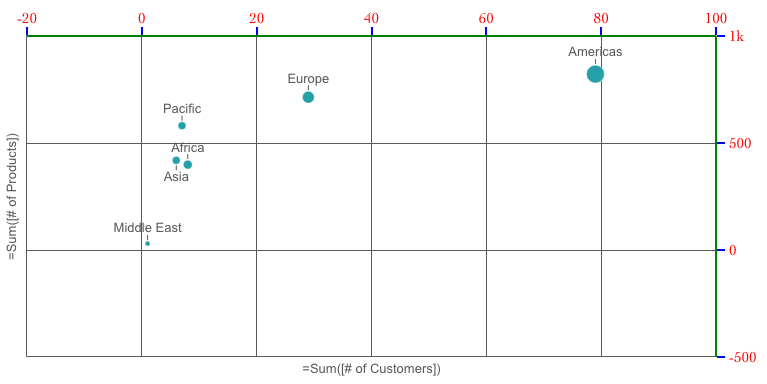 -20 0 20 40 60 80 100
1k
Americas
Europe
Pacific
500
Africa
Asia
Middle East
0
-500
=Sum([# of Products])
=Sum([# of Customers])